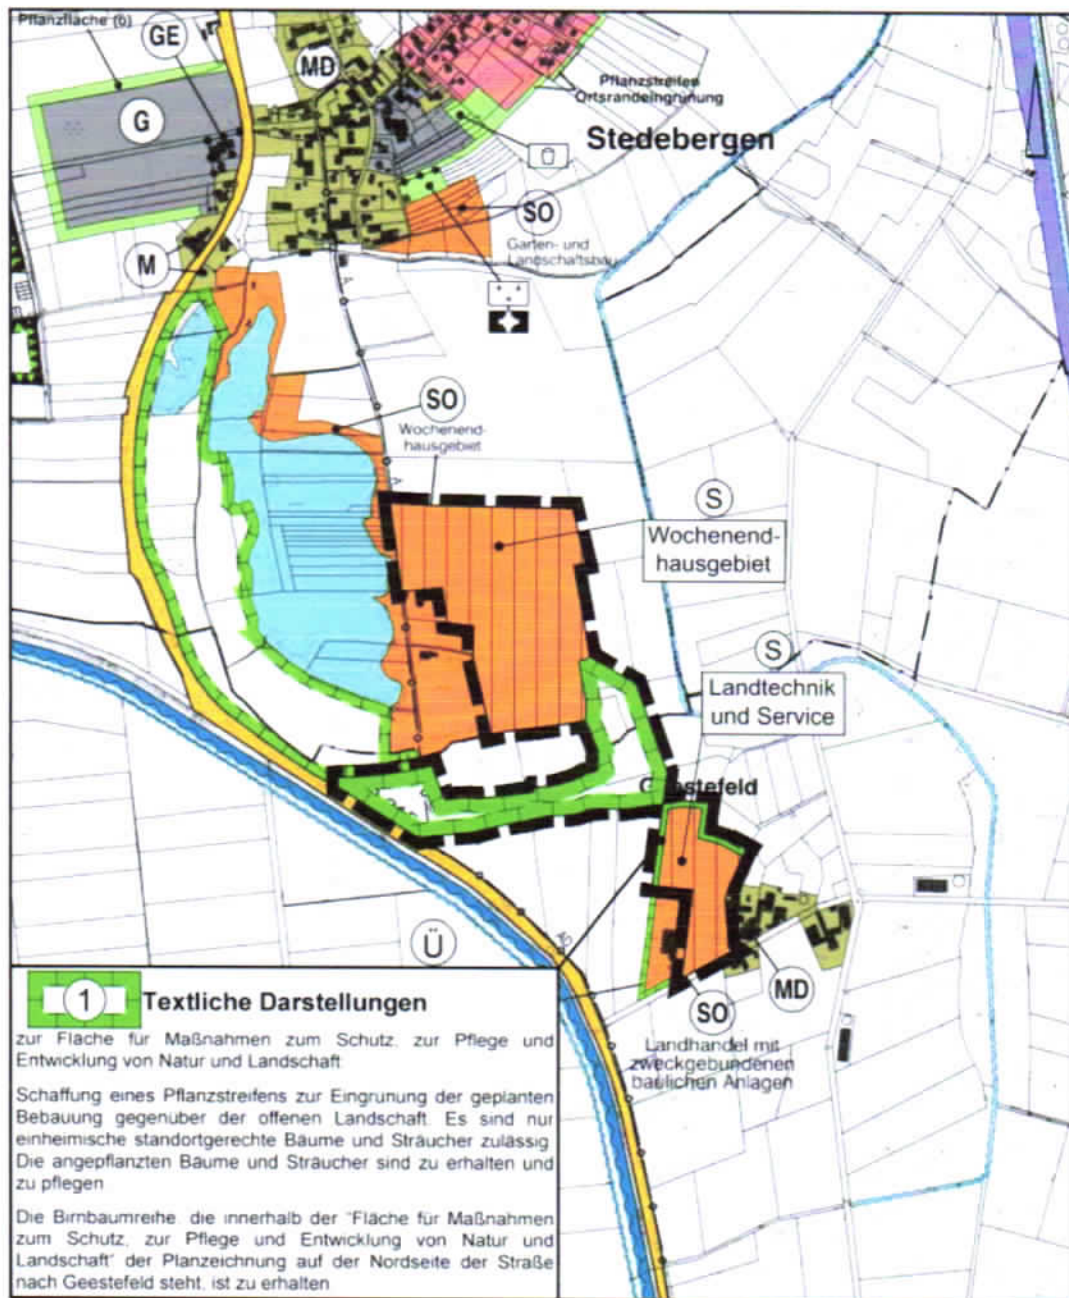 Pflanzfläche (6)
GE
MD
G
Pflanzstreifen
Ortsrandeingrünung
Stedebergen
SO
Garten- und
Landschaftsbau
M
SO
Wochenend-
hausgebiet
S
Wochenend-
hausgebiet
S
Landtechnik
und Service
Ü
MD
SO
Landhandel mit
zweckgebundenen
baulichen Anlagen
1
Textliche Darstellungen
zur Fläche für Maßnahmen zum Schutz, zur Pflege und
Entwicklung von Natur und Landschaft
Schaffung eines Pflanzstreifens zur Eingrünung der geplanten
Bebauung gegenüber der offenen Landschaft. Es sind nur
einheimische standortgerechte Bäume und Sträucher zulässig
Die angepflanzten Bäume und Sträucher sind zu erhalten und
zu pflegen
Die Birnbaumreihe, die innerhalb der "Fläche für Maßnahmen
zum Schutz, zur Pflege und Entwicklung von Natur und
Landschaft" der Planzeichnung auf der Nordseite der Straße
nach Geestefeld steht, ist zu erhalten